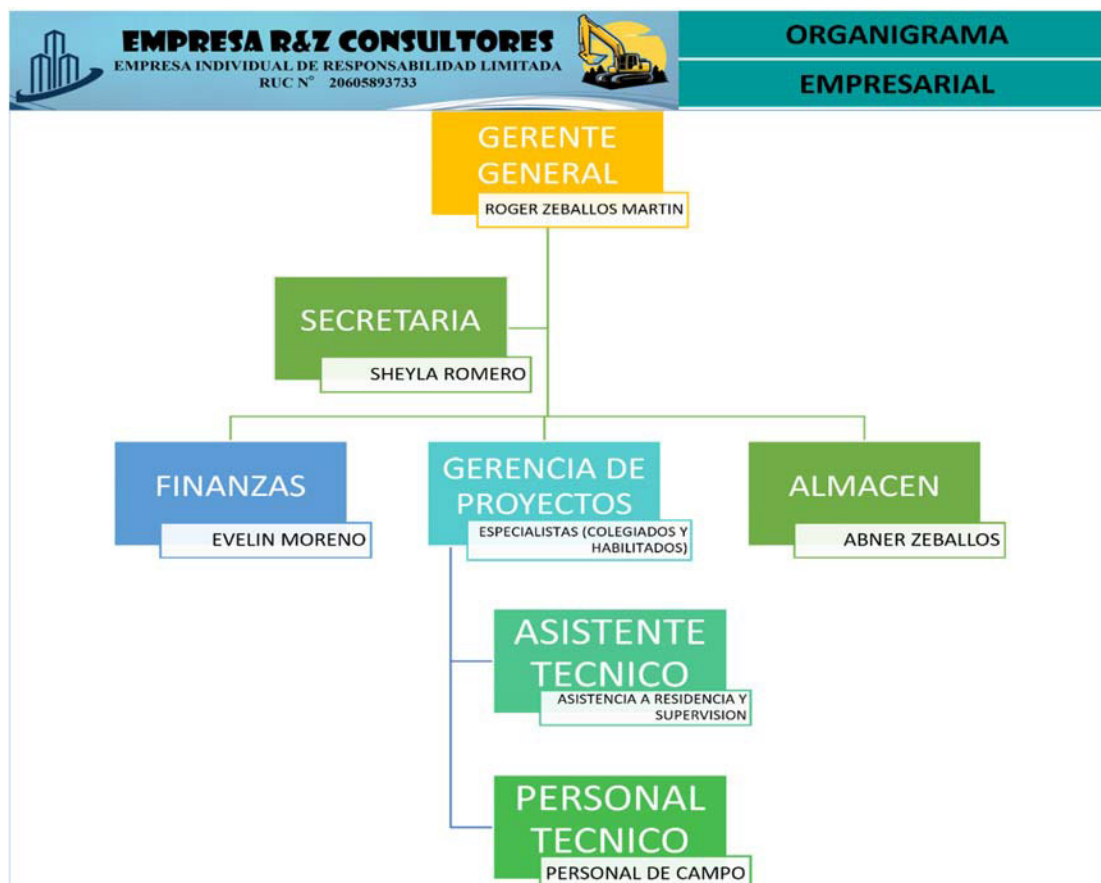 EMPRESA R&Z CONSULTORES
EMPRESA INDIVIDUAL DE RESPONSABILIDAD LIMITADA
RUC N° 20605893733
ORGANIGRAMA
EMPRESARIAL
GERENTE
GENERAL
ROGER ZEBALLOS MARTIN
SECRETARIA
SHEYLA ROMERO
FINANZAS
EVELIN MORENO
GERENCIA DE
PROYECTOS
ESPECIALISTAS (COLEGIADOS Y
HABILITADOS)
ALMACEN
ABNER ZEBALLOS
ASISTENTE
TECNICO
ASISTENCIA A RESIDENCIA Y
SUPERVISION
PERSONAL
TECNICO
PERSONAL DE CAMPO